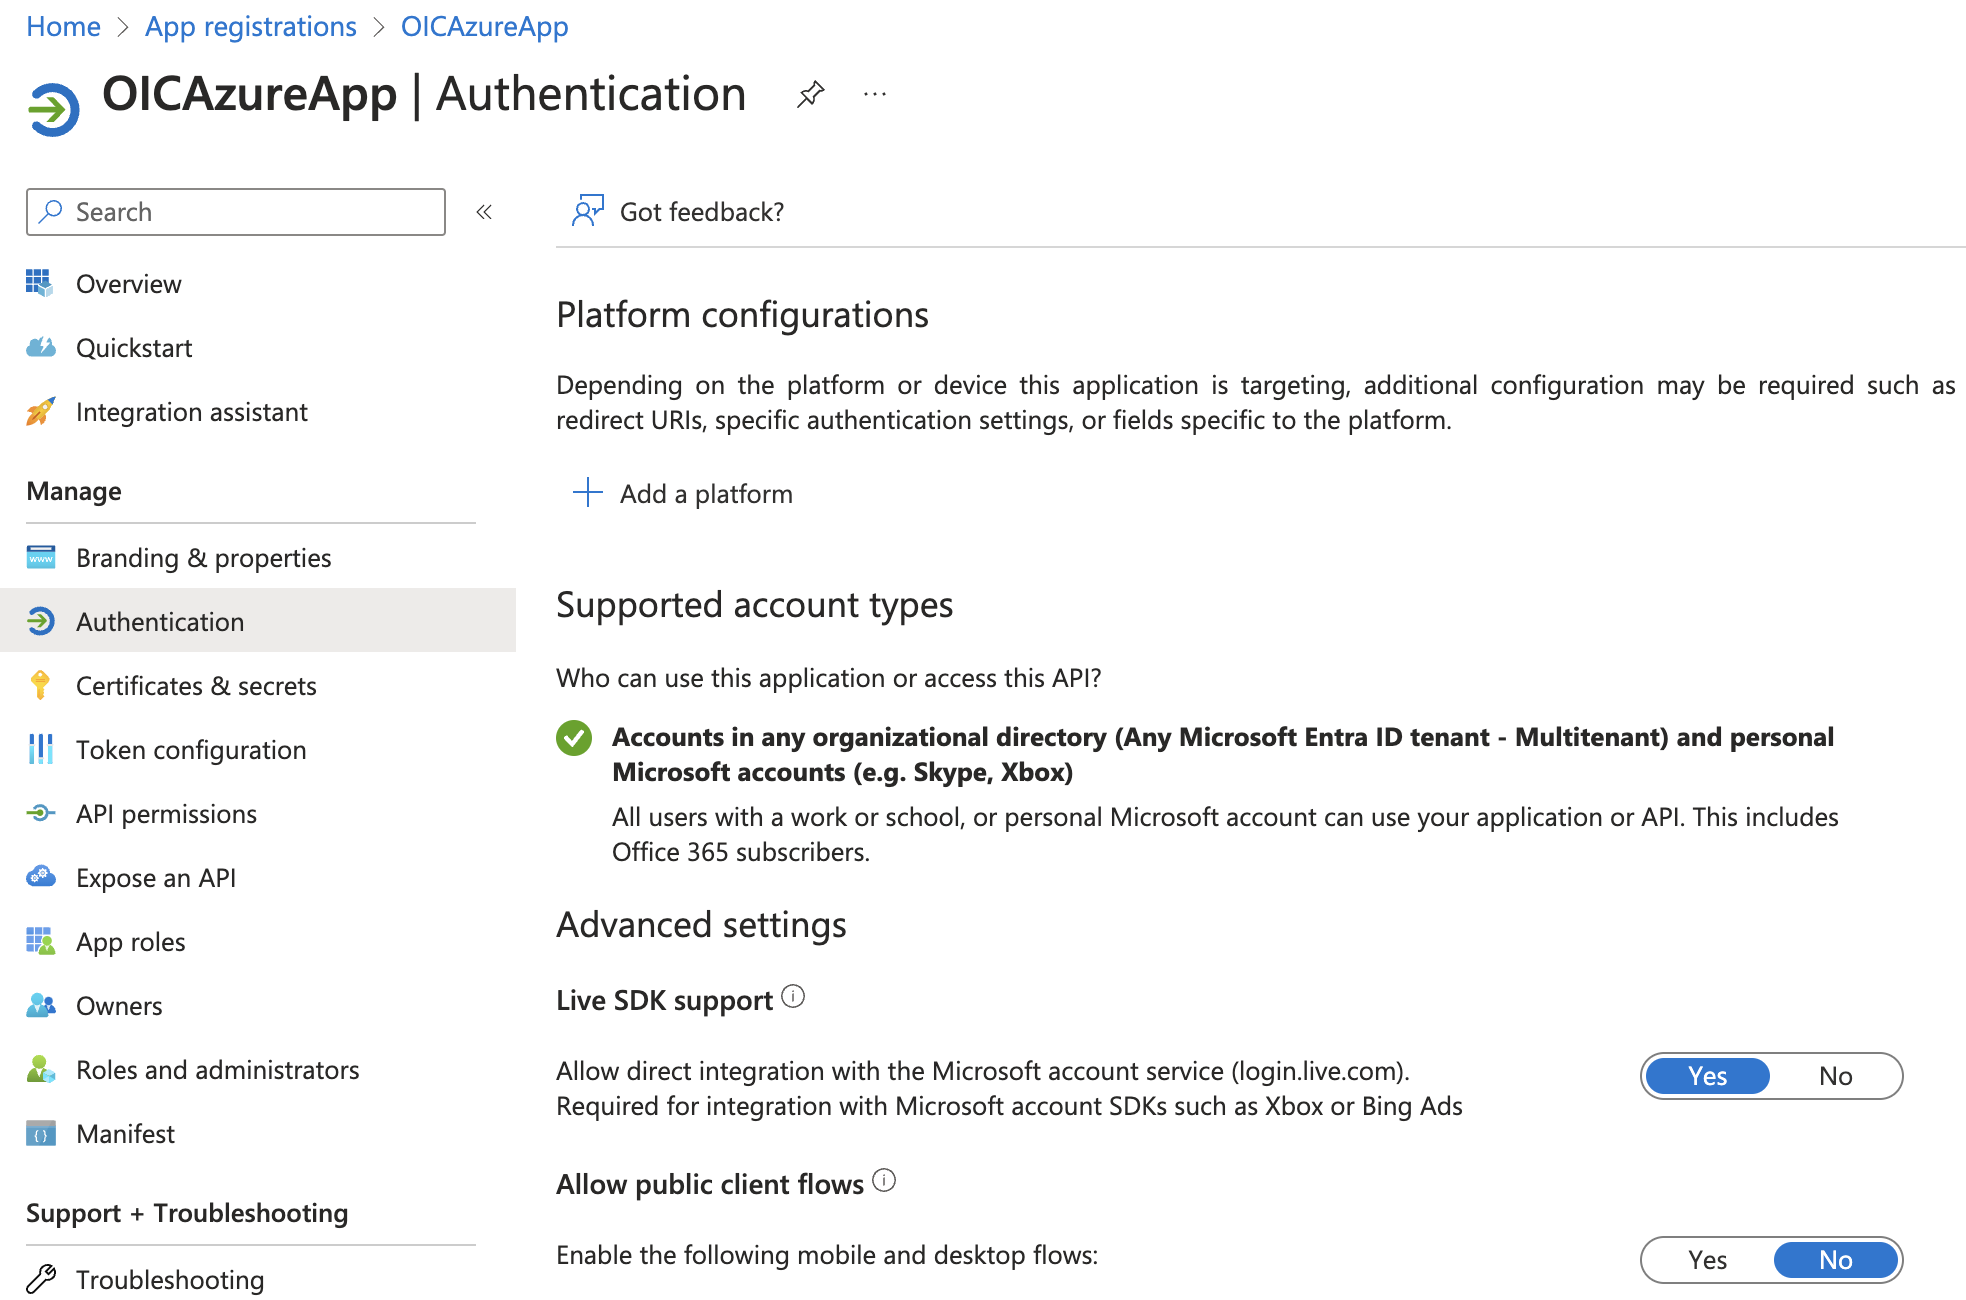 Home > App registrations > OICAzureApp
OICAzureApp | Authentication ...
Search «
Overview
Quickstart
Integration assistant
Manage
Branding & properties
Authentication
Certificates & secrets
Token configuration
API permissions
Expose an API
App roles
Owners
Roles and administrators
Manifest
Support + Troubleshooting
Troubleshooting
Got feedback?
Platform configurations
Depending on the platform or device this application is targeting, additional configuration may be required such as
redirect URIs, specific authentication settings, or fields specific to the platform.
Add a platform
Supported account types
Who can use this application or access this API?
Accounts in any organizational directory (Any Microsoft Entra ID tenant - Multitenant) and personal
Microsoft accounts (e.g. Skype, Xbox)
All users with a work or school, or personal Microsoft account can use your application or API. This includes
Office 365 subscribers.
Advanced settings
Live SDK support
Allow direct integration with the Microsoft account service (login.live.com).
Required for integration with Microsoft account SDKs such as Xbox or Bing Ads
Yes No
Allow public client flows
Enable the following mobile and desktop flows:
Yes No